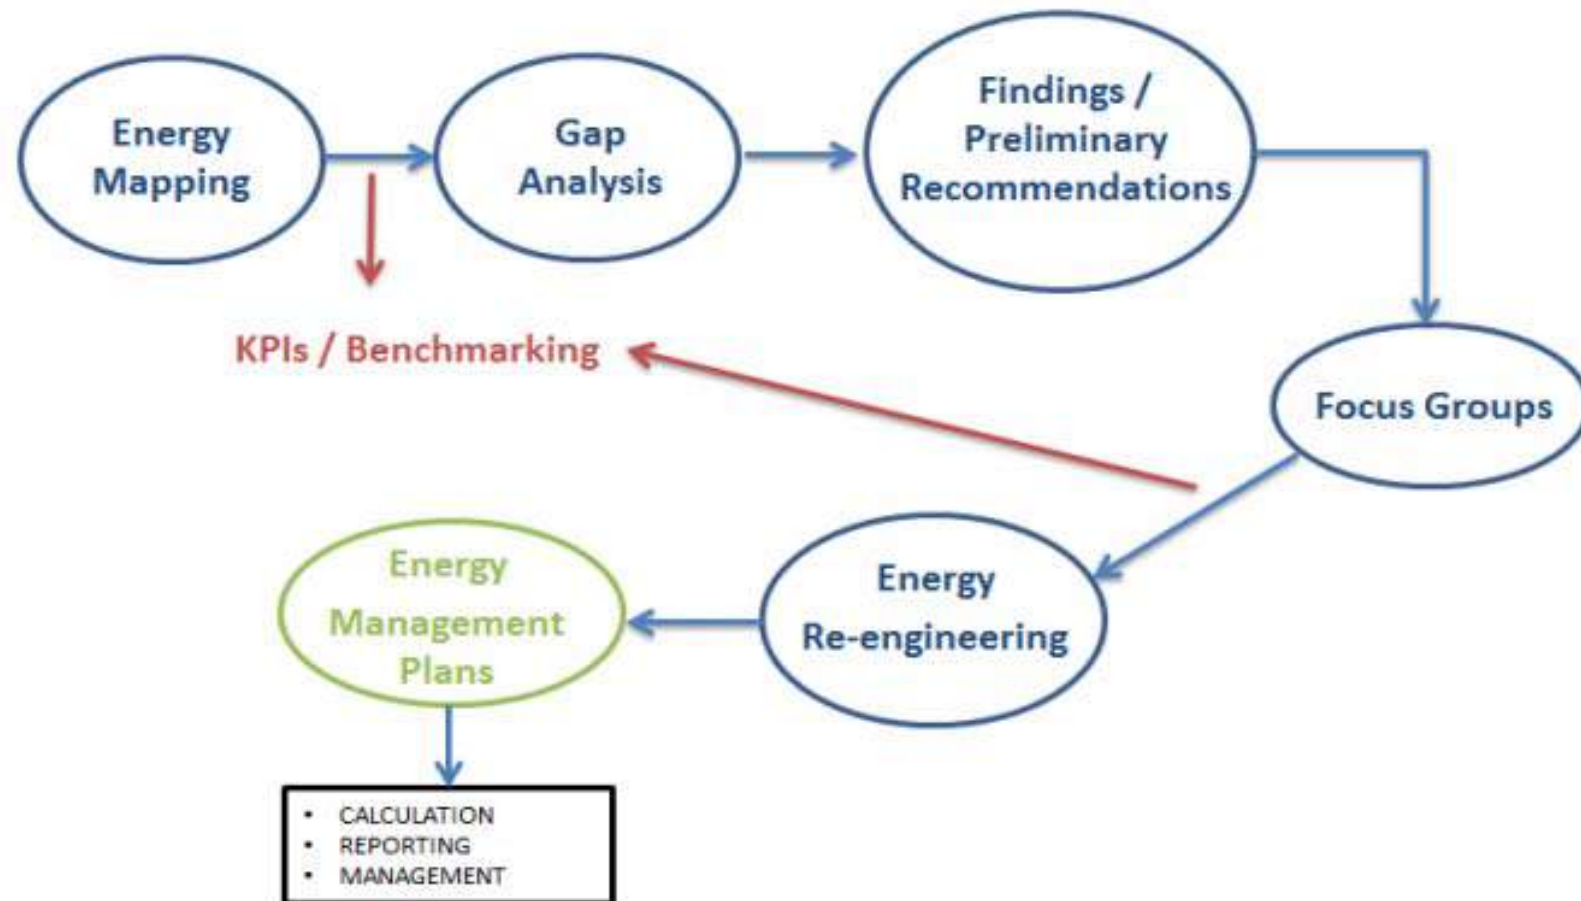 Energy
Mapping
Gap
Analysis
Findings /
Preliminary
Recommendations
KPIs / Benchmarking
Focus Groups
Energy
Re-engineering
Energy
Management
Plans
• CALCULATION
• REPORTING
• MANAGEMENT